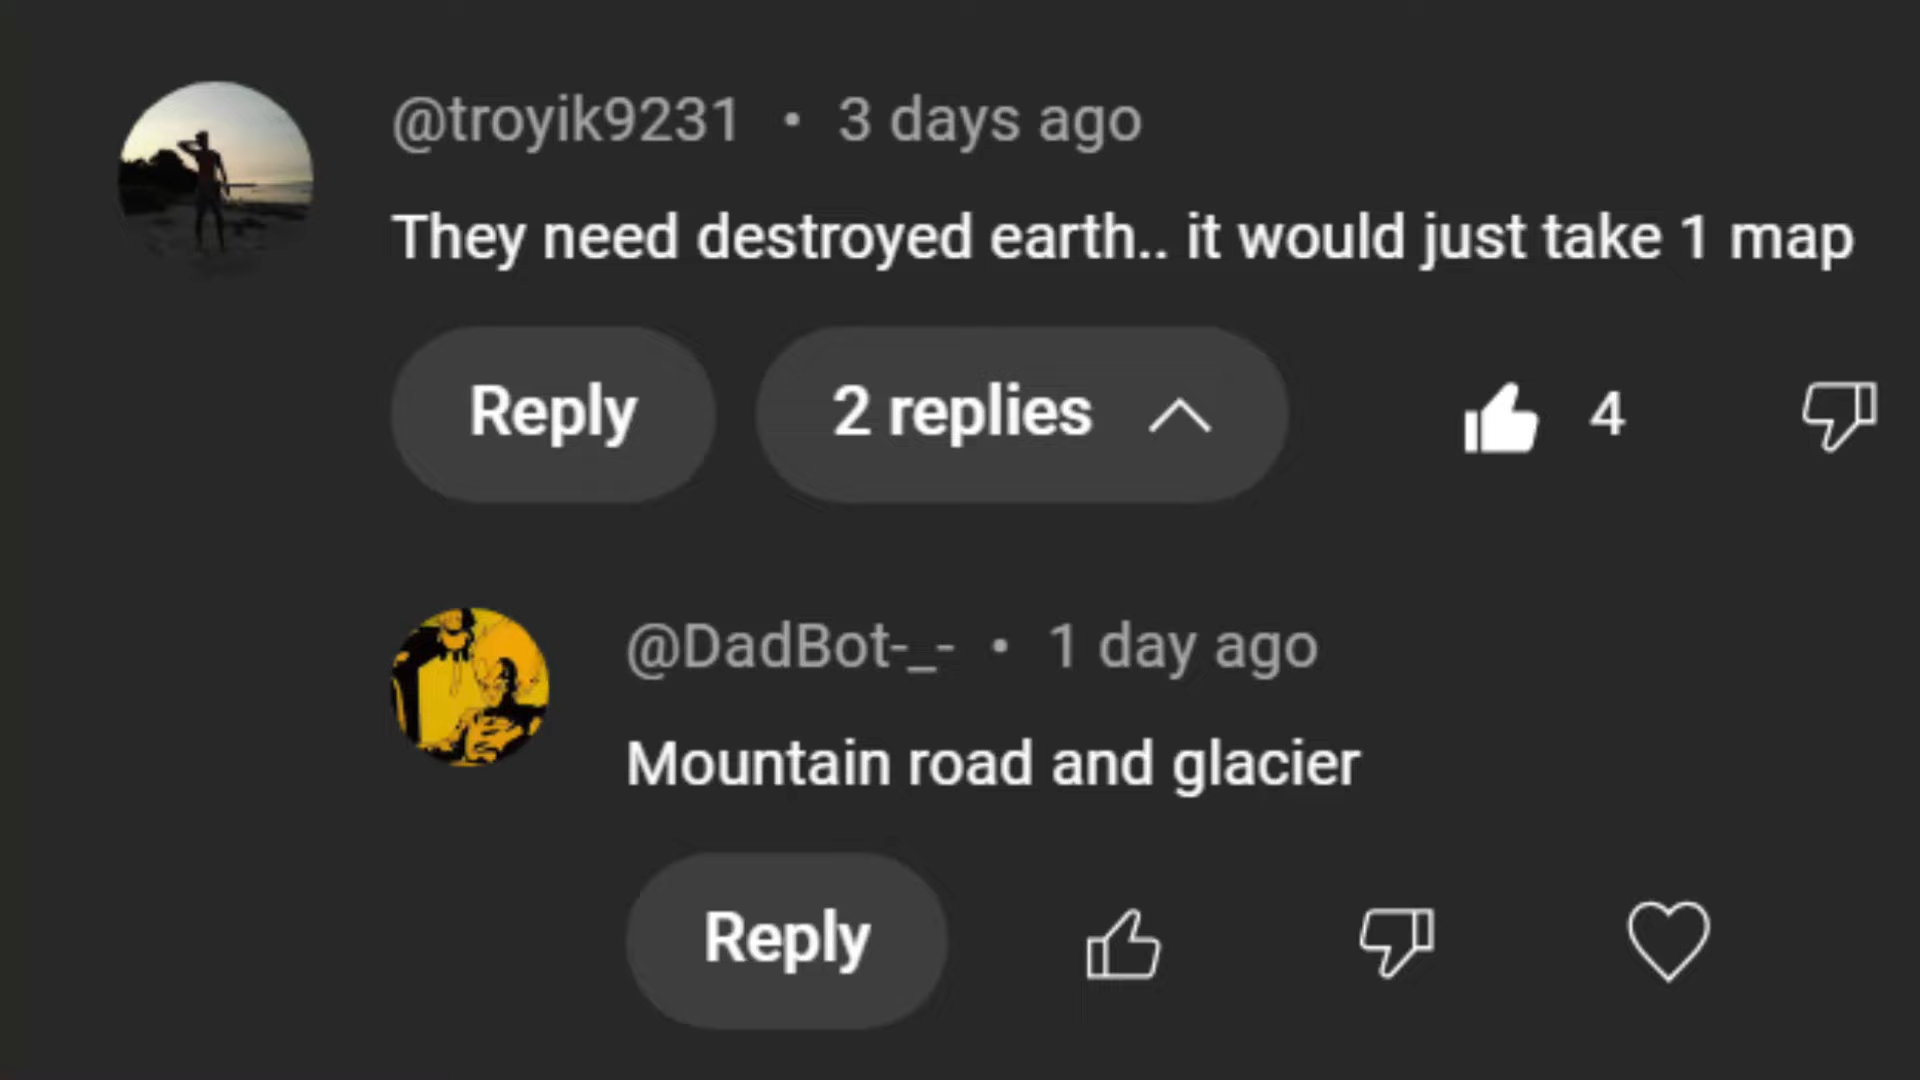 @troyik9231 • 3 days ago
They need destroyed earth.. it would just take 1 map
Reply 2 replies 4
@DadBot-_- • 1 day ago
Mountain road and glacier
Reply